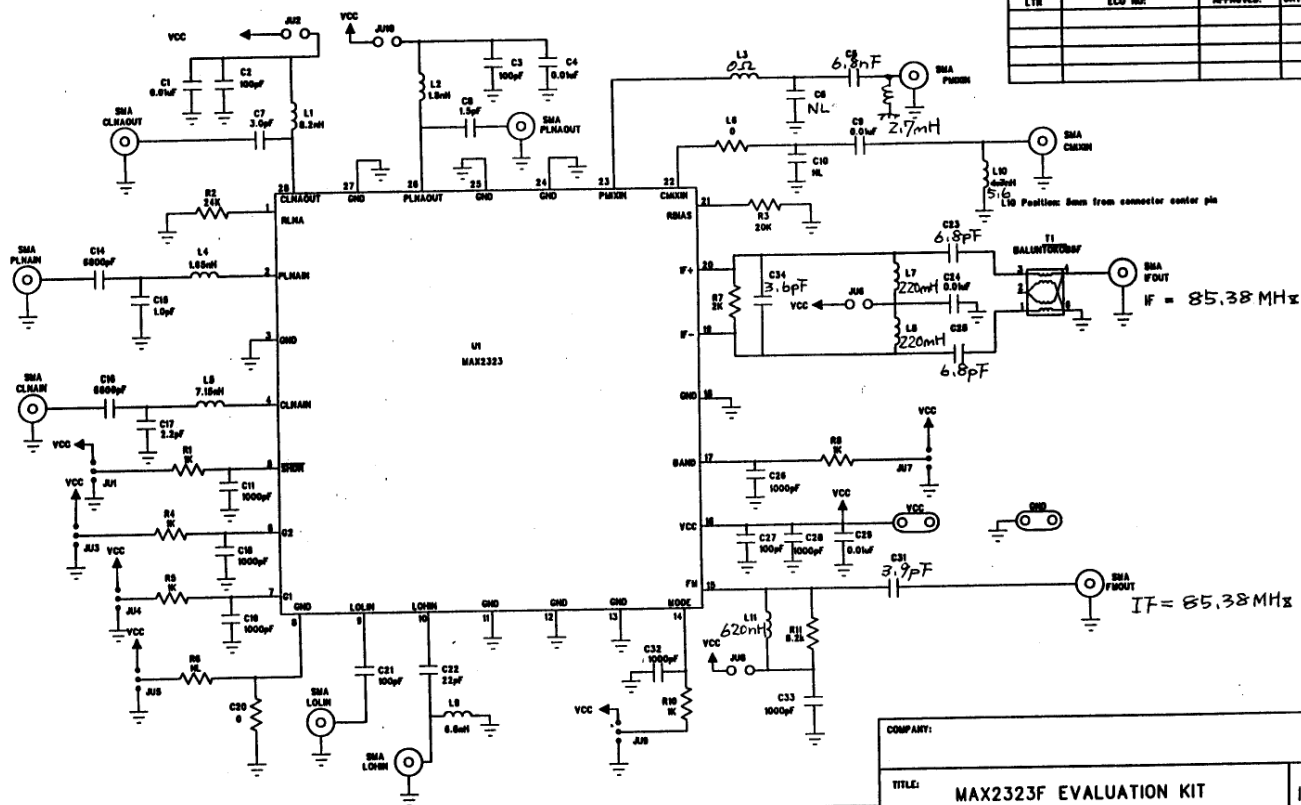 LTR ECO NO. APPROVED.
VCC
JU2
VCC
JU10
C1
0.01uF
C2
100pF
L1
8.2nH
C7
3.0pF
SMA
CLNAOUT
L2
1.8nH
C3
100pF
C4
0.01uF
C8
1.5pF
SMA
PLNAOUT
L3
0Ω
C5
6.8nF
SMA
PMIXIN
C6
NL
2.7mH
L6
0
C9
0.01uF
SMA
CMIXIN
C10
NL
L10
5.6
L10 Position: 5mm from connector center pin
28
CLNAOUT
27
GND
26
PLNAOUT
25
GND
24
GND
23
PMIXIN
22
CMIXIN
R2
24K
1
RLNA
21
RBIAS
R3
20K
SMA
PLNAIN
C14
6800pF
L4
1.65nH
2
PLNAIN
C15
1.0pF
3
GND
20
IF+
R7
2K
C34
3.6pF
19
IF-
VCC
JU6
L7
220mH
L8
220mH
C23
6.8pF
C24
0.01uF
C25
6.8pF
T1
3
2
1
4
6
SMA
IFOUT
IF = 85.38 MHz
U1
MAX2323
SMA
CLNAIN
C16
6800pF
L5
7.15nH
4
CLNAIN
C17
2.2pF
18
GND
VCC
JU1
R1
1K
C11
1000pF
5
SHDN
17
BAND
C26
1000pF
R8
1K
VCC
JU7
VCC
JU3
R4
1K
C18
1000pF
6
G2
16
VCC
C27
100pF
C28
1000pF
VCC
C29
0.01uF
VCC
GND
VCC
JU4
R5
1K
C19
1000pF
7
G1
15
FM
C31
3.9pF
SMA
FMOUT
IF= 85.38 MHz
8
GND
9
LOLIN
10
LOHIN
11
GND
12
GND
13
GND
14
MODE
VCC
JU5
R6
NL
C20
0
C21
100pF
SMA
LOLIN
C22
22pF
L9
6.8nH
SMA
LOHIN
C32
1000pF
R10
1K
VCC
JU9
L11
620nH
R11
8.2k
VCC
JU8
C33
1000pF
COMPANY:
TITLE: MAX2323F EVALUATION KIT